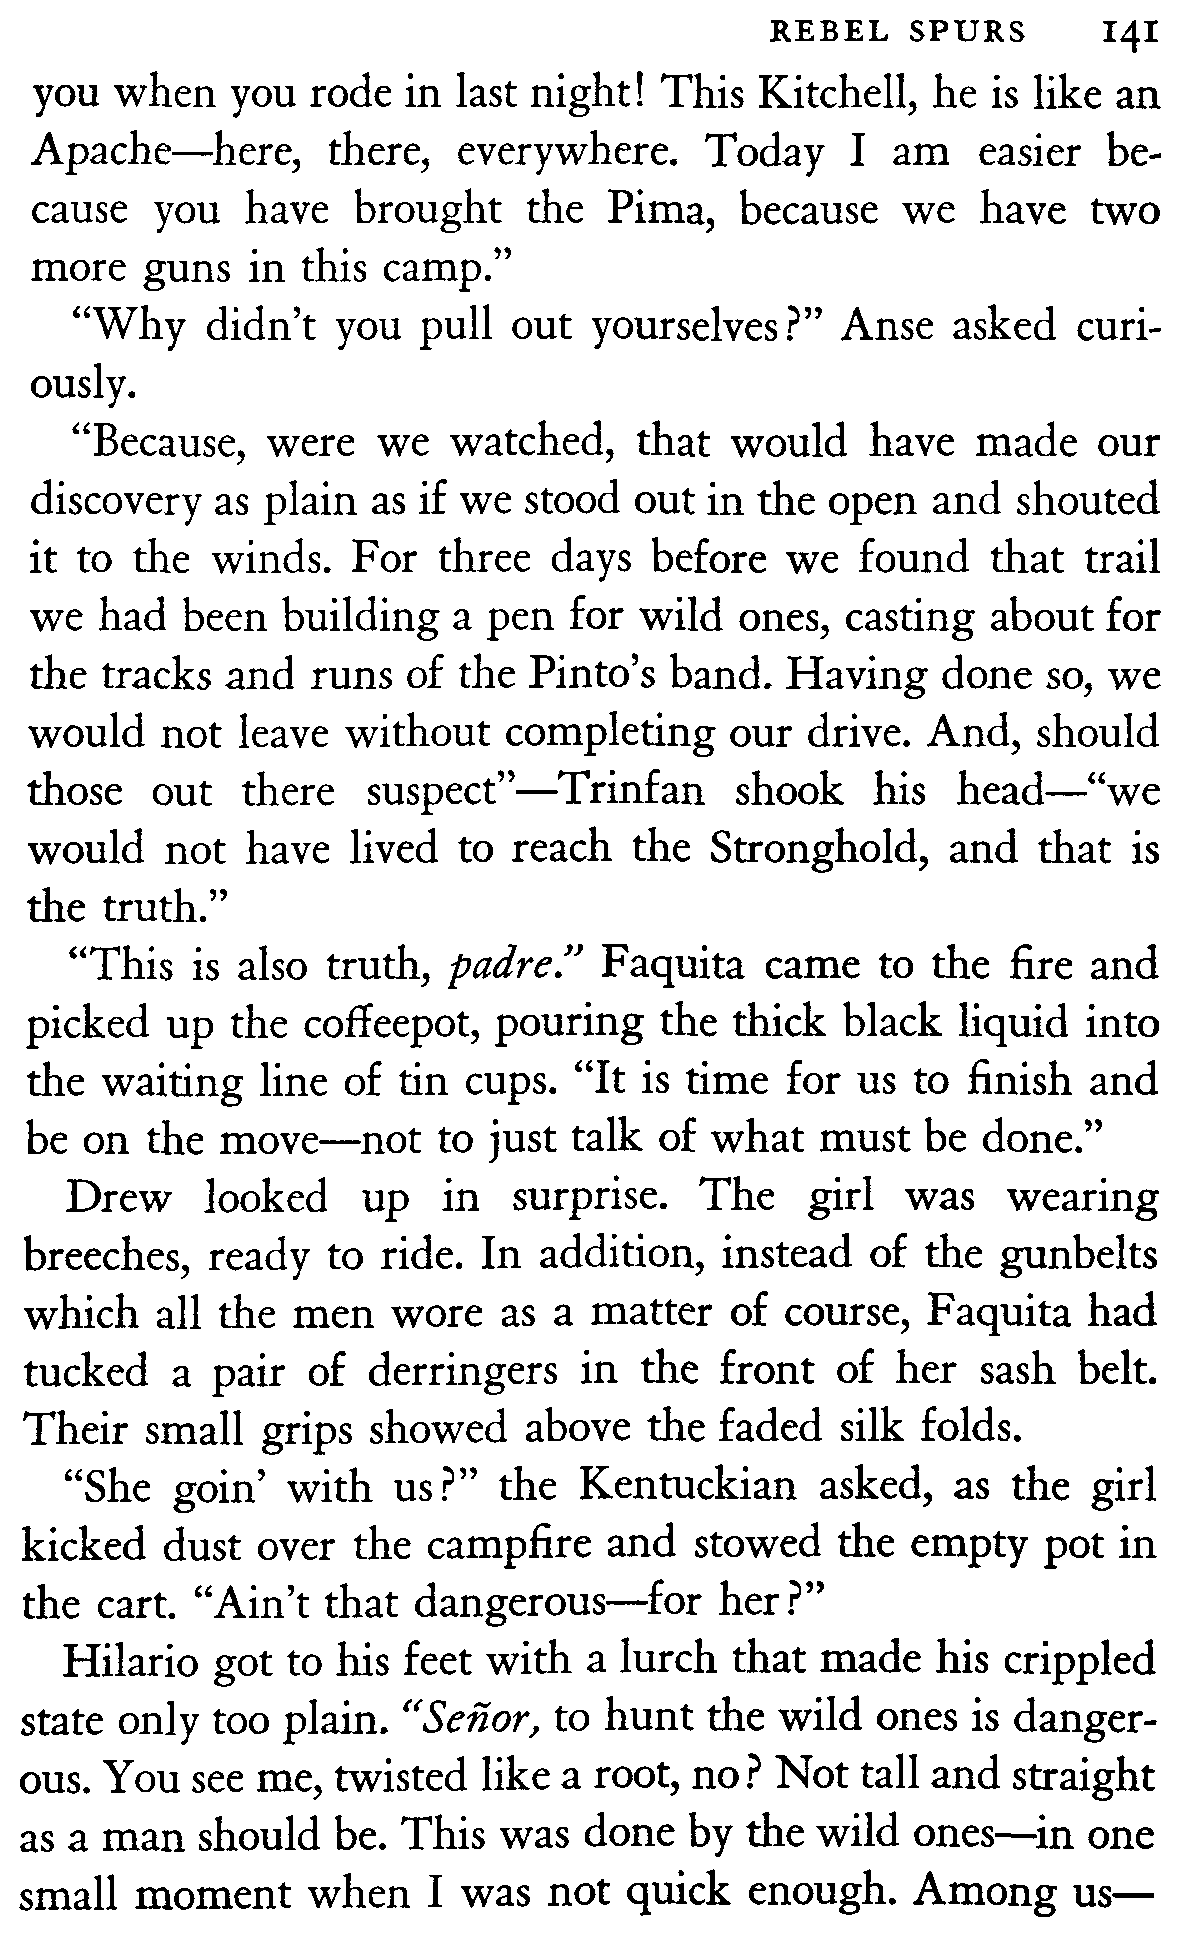 REBEL SPURS 141
you when you rode in last night! This Kitchell, he is like an
Apache—here, there, everywhere. Today I am easier be-
cause you have brought the Pima, because we have two
more guns in this camp.”
“Why didn’t you pull out yourselves?” Anse asked curi-
ously.
“Because, were we watched, that would have made our
discovery as plain as if we stood out in the open and shouted
it to the winds. For three days before we found that trail
we had been building a pen for wild ones, casting about for
the tracks and runs of the Pinto’s band. Having done so, we
would not leave without completing our drive. And, should
those out there suspect”—Trinfan shook his head—“we
would not have lived to reach the Stronghold, and that is
the truth.”
“This is also truth, padre.” Faquita came to the fire and
picked up the coffeepot, pouring the thick black liquid into
the waiting line of tin cups. “It is time for us to finish and
be on the move—not to just talk of what must be done.”
Drew looked up in surprise. The girl was wearing
breeches, ready to ride. In addition, instead of the gunbelts
which all the men wore as a matter of course, Faquita had
tucked a pair of derringers in the front of her sash belt.
Their small grips showed above the faded silk folds.
“She goin’ with us?” the Kentuckian asked, as the girl
kicked dust over the campfire and stowed the empty pot in
the cart. “Ain’t that dangerous—for her?”
Hilario got to his feet with a lurch that made his crippled
state only too plain. “Señor, to hunt the wild ones is danger-
ous. You see me, twisted like a root, no? Not tall and straight
as a man should be. This was done by the wild ones—in one
small moment when I was not quick enough. Among us—